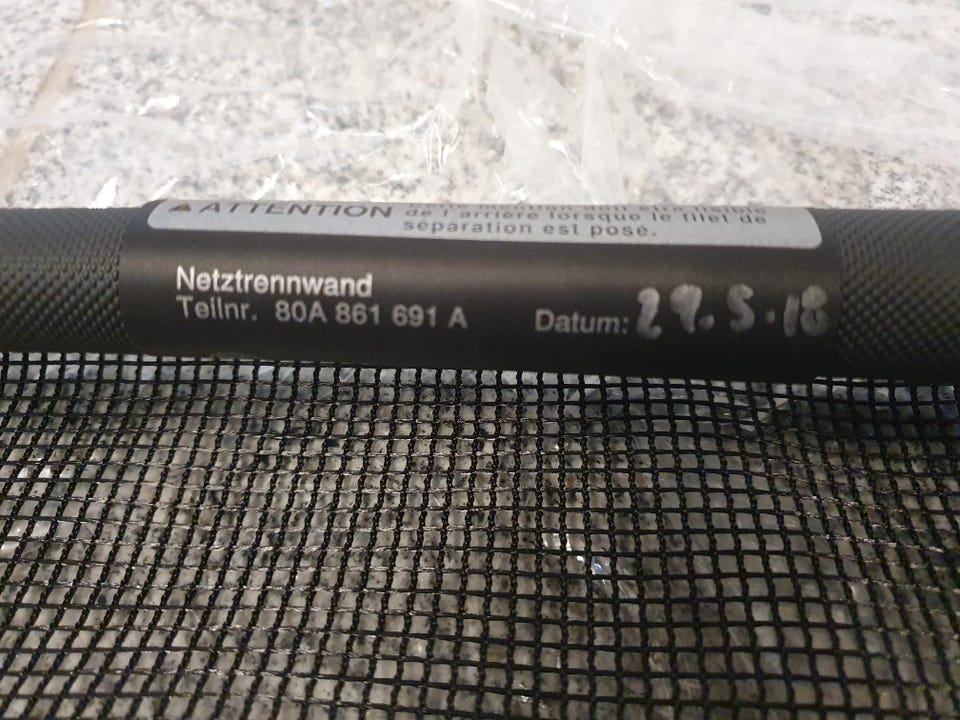 ATTENTION
de l'arrière lorsque le filet de
séparation est posé.
Netztrennwand
Teilnr. 80A 861 691 A
Datum: 29.5.18